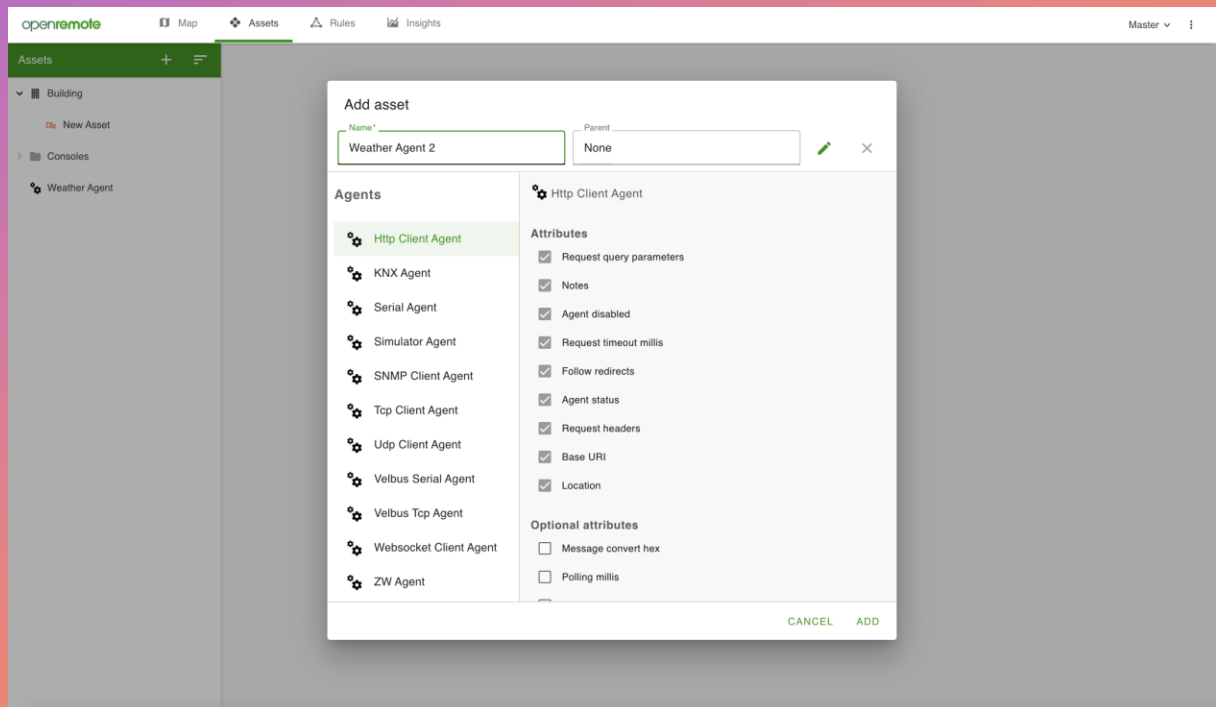 openremote
Map
Assets
Rules
Insights
Master
Assets
Building
New Asset
Consoles
Weather Agent
Add asset
Name*
Weather Agent 2
Parent
None
Agents
Http Client Agent
KNX Agent
Serial Agent
Simulator Agent
SNMP Client Agent
Tcp Client Agent
Udp Client Agent
Velbus Serial Agent
Velbus Tcp Agent
Websocket Client Agent
ZW Agent
Http Client Agent
Attributes
Request query parameters
Notes
Agent disabled
Request timeout millis
Follow redirects
Agent status
Request headers
Base URI
Location
Optional attributes
Message convert hex
Polling millis
CANCEL
ADD